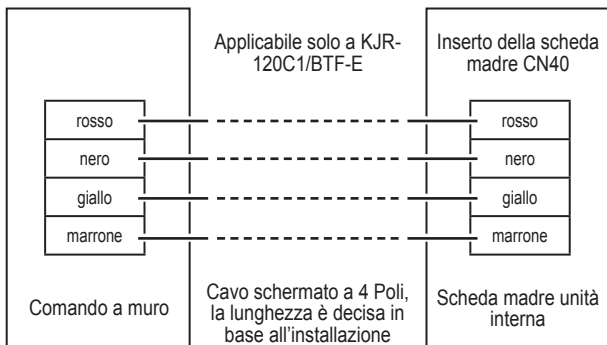 Applicabile solo a KJR-
120C1/BTF-E
Inserto della scheda
madre CN40
rosso
nero
giallo
marrone
rosso
nero
giallo
marrone
Comando a muro
Cavo schermato a 4 Poli,
la lunghezza è decisa in
base all'installazione
Scheda madre unità
interna